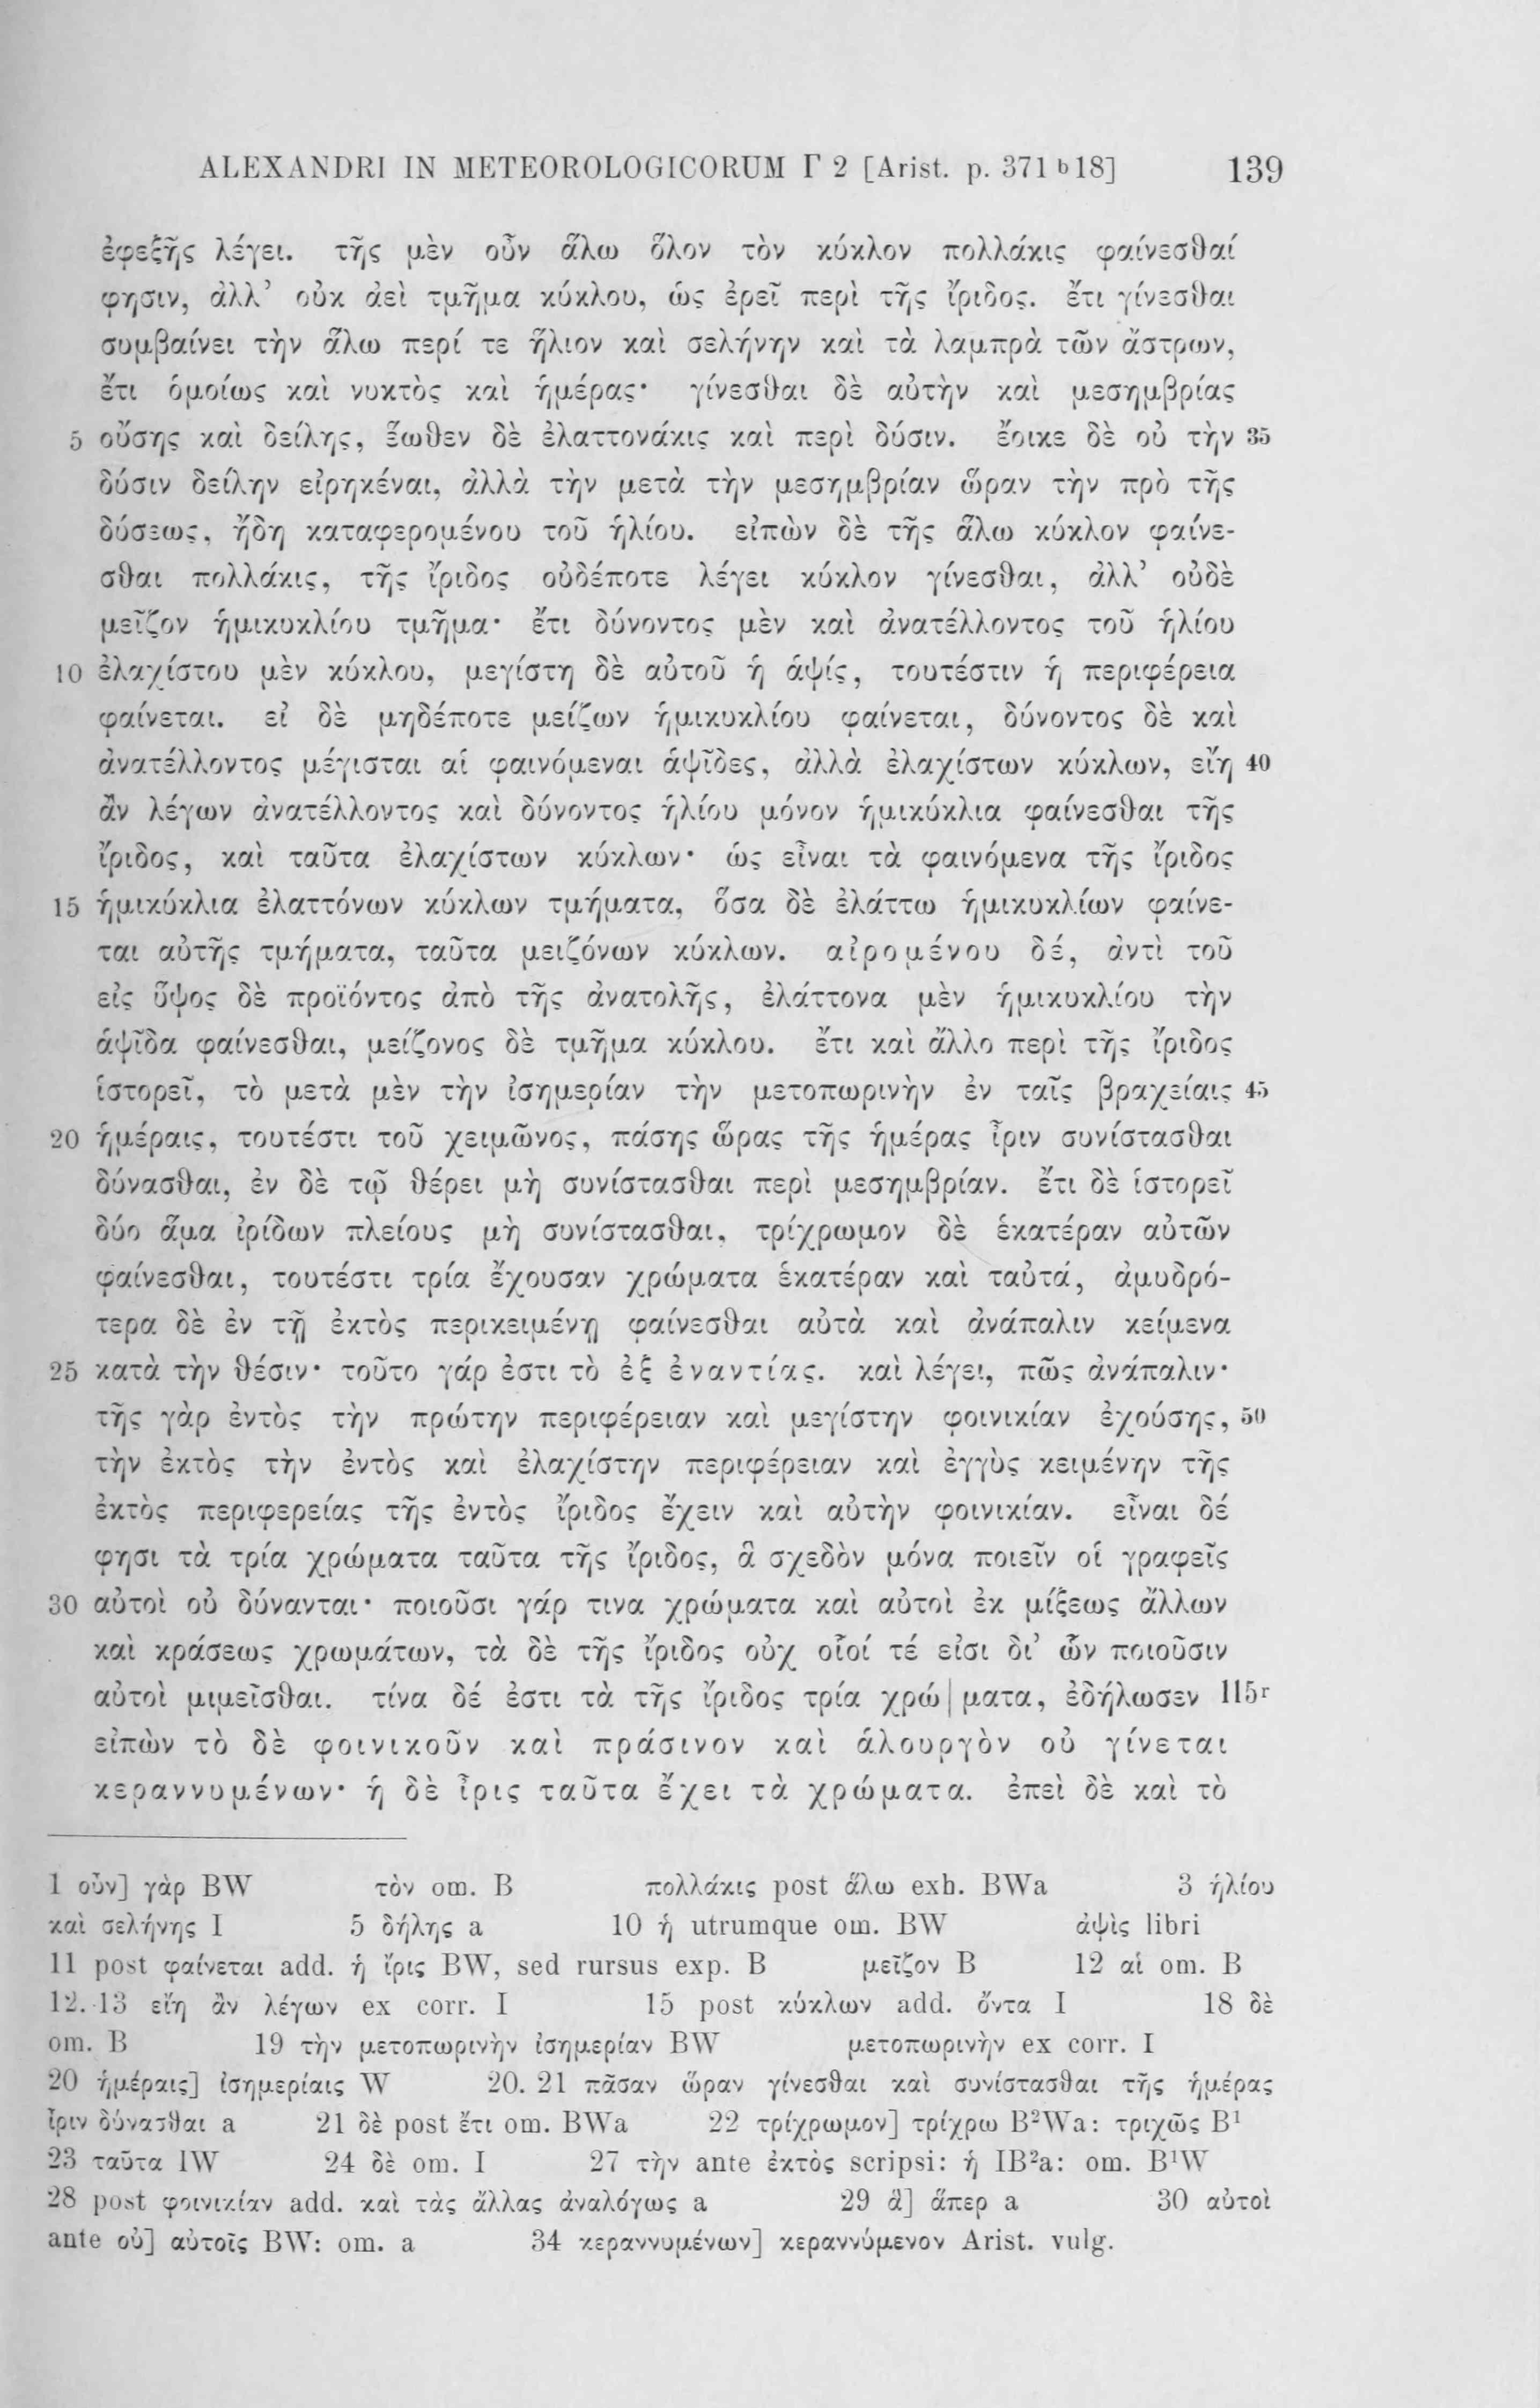 ALEXANDRI IN METEOROLOGICORUM Γ 2 [Arist. p. 371 b 18] 139
ἐφεξῆς λέγει. τῆς μὲν οὖν ἅλω ὅλον τὸν κύκλον πολλάκις φαίνεσθαί
φησιν, ἀλλ’ οὐκ ἀεὶ τμῆμα κύκλου, ὡς ἐρεῖ περὶ τῆς ἴριδος. ἔτι γίνεσθαι
συμβαίνει τὴν ἅλω περί τε ἥλιον καὶ σελήνην καὶ τὰ λαμπρὰ τῶν ἄστρων,
ἔτι ὁμοίως καὶ νυκτὸς καὶ ἡμέρας· γίνεσθαι δὲ αὐτὴν καὶ μεσημβρίας
5 οὔσης καὶ δείλης, ἕωθεν δὲ ἐλαττονάκις καὶ περὶ δύσιν. ἔοικε δὲ οὐ τὴν 35
δύσιν δείλην εἰρηκέναι, ἀλλὰ τὴν μετὰ τὴν μεσημβρίαν ὥραν τὴν πρὸ τῆς
δύσεως, ἤδη καταφερομένου τοῦ ἡλίου. εἰπὼν δὲ τῆς ἅλω κύκλον φαίνε-
σθαι πολλάκις, τῆς ἴριδος οὐδέποτε λέγει κύκλον γίνεσθαι, ἀλλ’ οὐδὲ
μεῖζον ἡμικυκλίου τμῆμα· ἔτι δύνοντος μὲν καὶ ἀνατέλλοντος τοῦ ἡλίου
10 ἐλαχίστου μὲν κύκλου, μεγίστη δὲ αὐτοῦ ἡ ἁψίς, τουτέστιν ἡ περιφέρεια
φαίνεται. εἰ δὲ μηδέποτε μείζων ἡμικυκλίου φαίνεται, δύνοντος δὲ καὶ
ἀνατέλλοντος μέγισται αἱ φαινόμεναι ἁψῖδες, ἀλλὰ ἐλαχίστων κύκλων, εἴη 40
ἂν λέγων ἀνατέλλοντος καὶ δύνοντος ἡλίου μόνον ἡμικύκλια φαίνεσθαι τῆς
ἴριδος, καὶ ταῦτα ἐλαχίστων κύκλων· ὡς εἶναι τὰ φαινόμενα τῆς ἴριδος
15 ἡμικύκλια ἐλαττόνων κύκλων τμήματα, ὅσα δὲ ἐλάττω ἡμικυκλίων φαίνε-
ται αὐτῆς τμήματα, ταῦτα μειζόνων κύκλων. αἰρομένου δέ, ἀντὶ τοῦ
εἰς ὕψος δὲ προϊόντος ἀπὸ τῆς ἀνατολῆς, ἐλάττονα μὲν ἡμικυκλίου τὴν
ἁψῖδα φαίνεσθαι, μείζονος δὲ τμῆμα κύκλου. ἔτι καὶ ἄλλο περὶ τῆς ἴριδος
ἱστορεῖ, τὸ μετὰ μὲν τὴν ἰσημερίαν τὴν μετοπωρινὴν ἐν ταῖς βραχείαις 45
20 ἡμέραις, τουτέστι τοῦ χειμῶνος, πάσης ὥρας τῆς ἡμέρας ἶριν συνίστασθαι
δύνασθαι, ἐν δὲ τῷ θέρει μὴ συνίστασθαι περὶ μεσημβρίαν. ἔτι δὲ ἱστορεῖ
δύο ἅμα ἰρίδων πλείους μὴ συνίστασθαι, τρίχρωμον δὲ ἑκατέραν αὐτῶν
φαίνεσθαι, τουτέστι τρία ἔχουσαν χρώματα ἑκατέραν καὶ ταὐτά, ἀμυδρό-
τερα δὲ ἐν τῇ ἐκτὸς περικειμένῃ φαίνεσθαι αὐτὰ καὶ ἀνάπαλιν κείμενα
25 κατὰ τὴν θέσιν· τοῦτο γάρ ἐστι τὸ ἐξ ἐναντίας. καὶ λέγει, πῶς ἀνάπαλιν·
τῆς γὰρ ἐντὸς τὴν πρώτην περιφέρειαν καὶ μεγίστην φοινικίαν ἐχούσης, 50
τὴν ἐκτὸς τὴν ἐντὸς καὶ ἐλαχίστην περιφέρειαν καὶ ἐγγὺς κειμένην τῆς
ἐκτὸς περιφερείας τῆς ἐντὸς ἴριδος ἔχειν καὶ αὐτὴν φοινικίαν. εἶναι δέ
φησι τὰ τρία χρώματα ταῦτα τῆς ἴριδος, ἃ σχεδὸν μόνα ποιεῖν οἱ γραφεῖς
30 αὐτοὶ οὐ δύνανται· ποιοῦσι γάρ τινα χρώματα καὶ αὐτοὶ ἐκ μίξεως ἄλλων
καὶ κράσεως χρωμάτων, τὰ δὲ τῆς ἴριδος οὐχ οἷοί τέ εἰσι δι’ ὧν ποιοῦσιν
αὐτοὶ μιμεῖσθαι. τίνα δέ ἐστι τὰ τῆς ἴριδος τρία χρώ|ματα, ἐδήλωσεν 115r
εἰπὼν τὸ δὲ φοινικοῦν καὶ πράσινον καὶ ἁλουργὸν οὐ γίνεται
κεραννυμένων· ἡ δὲ ἶρις ταῦτα ἔχει τὰ χρώματα. ἐπεὶ δὲ καὶ τὸ
1 οὖν] γὰρ BW τὸν om. B πολλάκις post ἅλω exh. BWa 3 ἡλίου
καὶ σελήνης I 5 δήλης a 10 ἡ utrumque om. BW ἀψὶς libri
11 post φαίνεται add. ἡ ἶρις BW, sed rursus exp. B μεῖζον B 12 αἱ om. B
12. 13 εἴη ἂν λέγων ex corr. I 15 post κύκλων add. ὄντα I 18 δὲ
om. B 19 τὴν μετοπωρινὴν ἰσημερίαν BW μετοπωρινὴν ex corr. I
20 ἡμέραις] ἰσημερίαις W 20. 21 πᾶσαν ὥραν γίνεσθαι καὶ συνίστασθαι τῆς ἡμέρας
ἶριν δύνασθαι a 21 δὲ post ἔτι om. BWa 22 τρίχρωμον] τρίχρω B²Wa: τριχῶς B¹
23 ταῦτα IW 24 δὲ om. I 27 τὴν ante ἐκτὸς scripsi: ἡ IB²a: om. B¹W
28 post φοινικίαν add. καὶ τὰς ἄλλας ἀναλόγως a 29 ἃ] ἅπερ a 30 αὐτοὶ
ante οὐ] αὐτοῖς BW: om. a 34 κεραννυμένων] κεραννύμενον Arist. vulg.